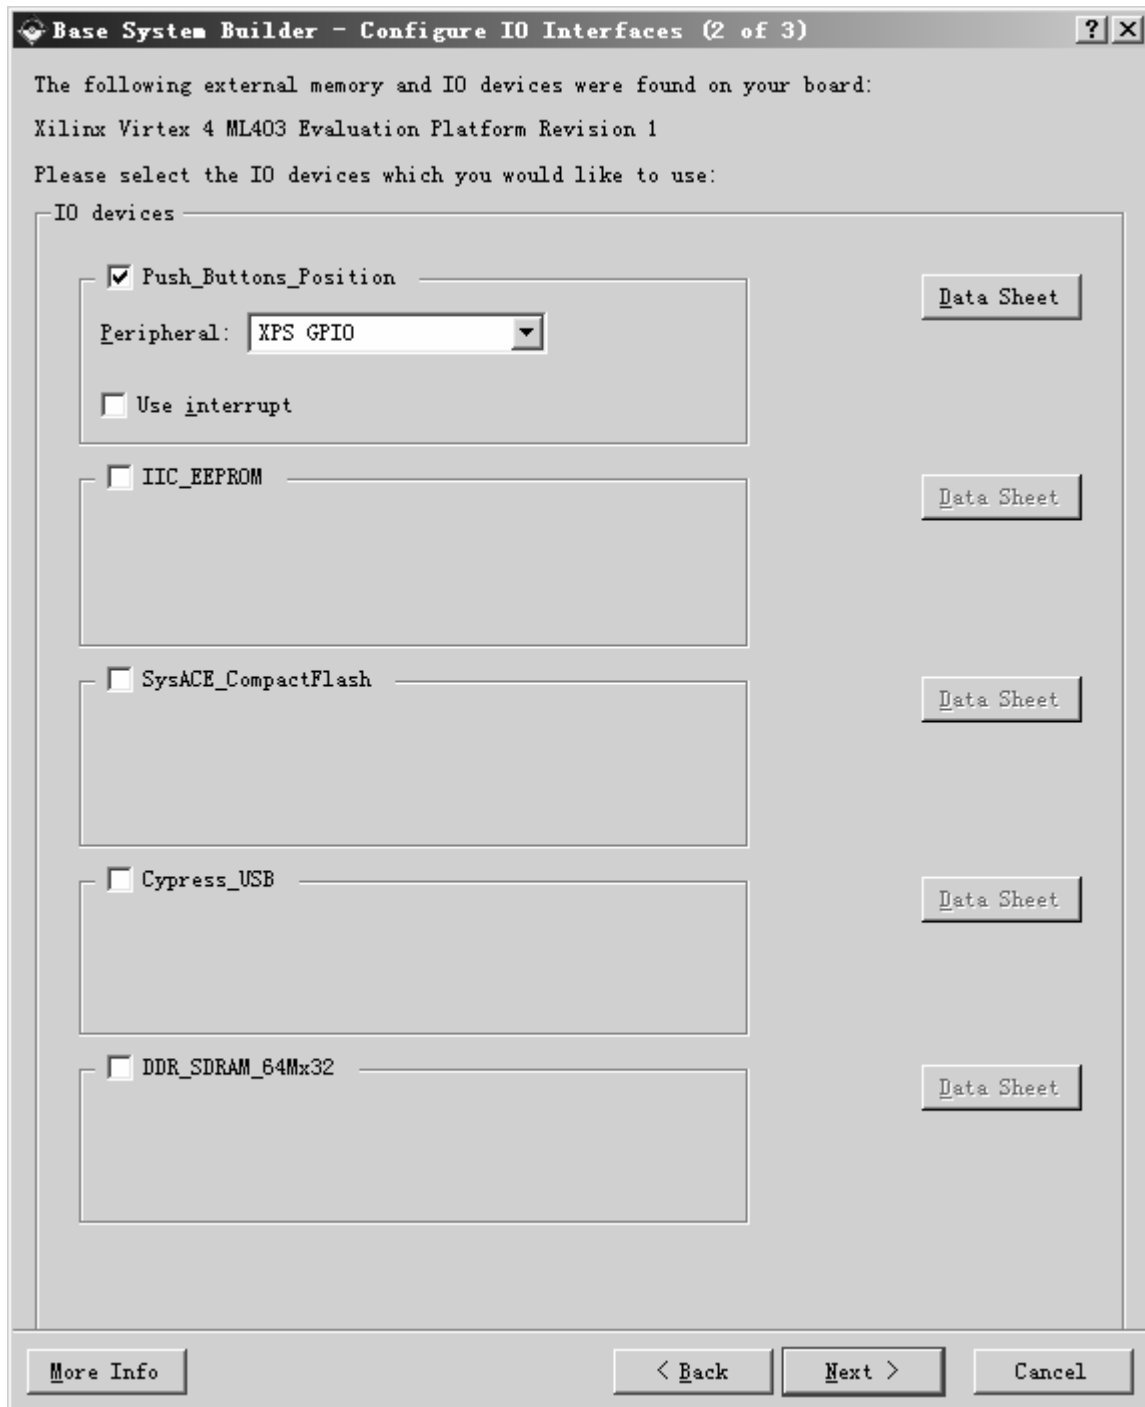 Base System Builder - Configure IO Interfaces (2 of 3)
The following external memory and IO devices were found on your board:
Xilinx Virtex 4 ML403 Evaluation Platform Revision 1
Please select the IO devices which you would like to use:
IO devices
Push_Buttons_Position
Data Sheet
Peripheral: XPS GPIO
Use interrupt
IIC_EEPROM
Data Sheet
SysACE_CompactFlash
Data Sheet
Cypress_USB
Data Sheet
DDR_SDRAM_64Mx32
Data Sheet
More Info < Back Next > Cancel